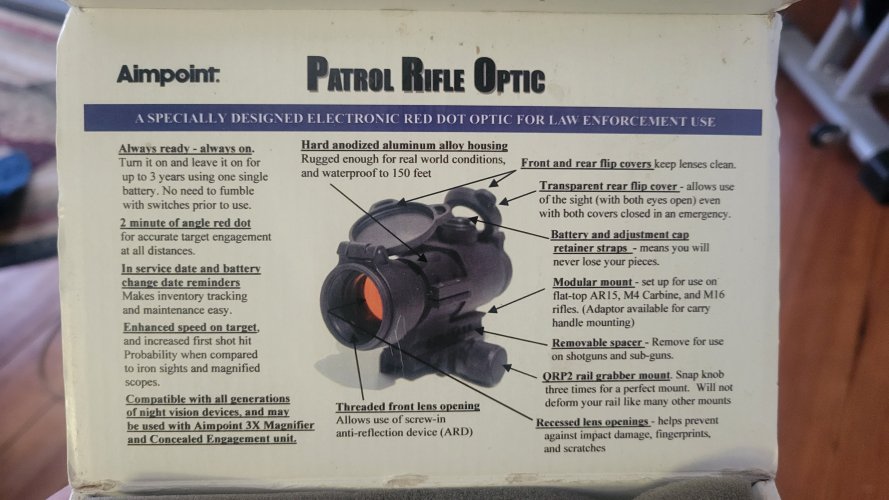 Aimpoint.
PATROL RIFLE OPTIC
A SPECIALLY DESIGNED ELECTRONIC RED DOT OPTIC FOR LAW ENFORCEMENT USE
Always ready - always on.
Turn it on and leave it on for
up to 3 years using one single
battery. No need to fumble
with switches prior to use.
2 minute of angle red dot
for accurate target engagement
at all distances.
In service date and battery
change date reminders
Makes inventory tracking
and maintenance easy.
Enhanced speed on target,
and increased first shot hit
Probability when compared
to iron sights and magnified
scopes.
Compatible with all generations
of night vision devices, and may
be used with Aimpoint 3X Magnifier
and Concealed Engagement unit.
Hard anodized aluminum alloy housing
Rugged enough for real world conditions,
and waterproof to 150 feet
Threaded front lens opening
Allows use of screw-in
anti-reflection device (ARD)
Front and rear flip covers keep lenses clean.
Transparent rear flip cover - allows use
of the sight (with both eyes open) even
with both covers closed in an emergency.
Battery and adjustment cap
retainer straps - means you will
never lose your pieces.
Modular mount - set up for use on
flat-top AR15, M4 Carbine, and M16
rifles. (Adaptor available for carry
handle mounting)
Removable spacer - Remove for use
on shotguns and sub-guns.
QRP2 rail grabber mount. Snap knob
three times for a perfect mount. Will not
deform your rail like many other mounts
Recessed lens openings - helps prevent
against impact damage, fingerprints,
and scratches